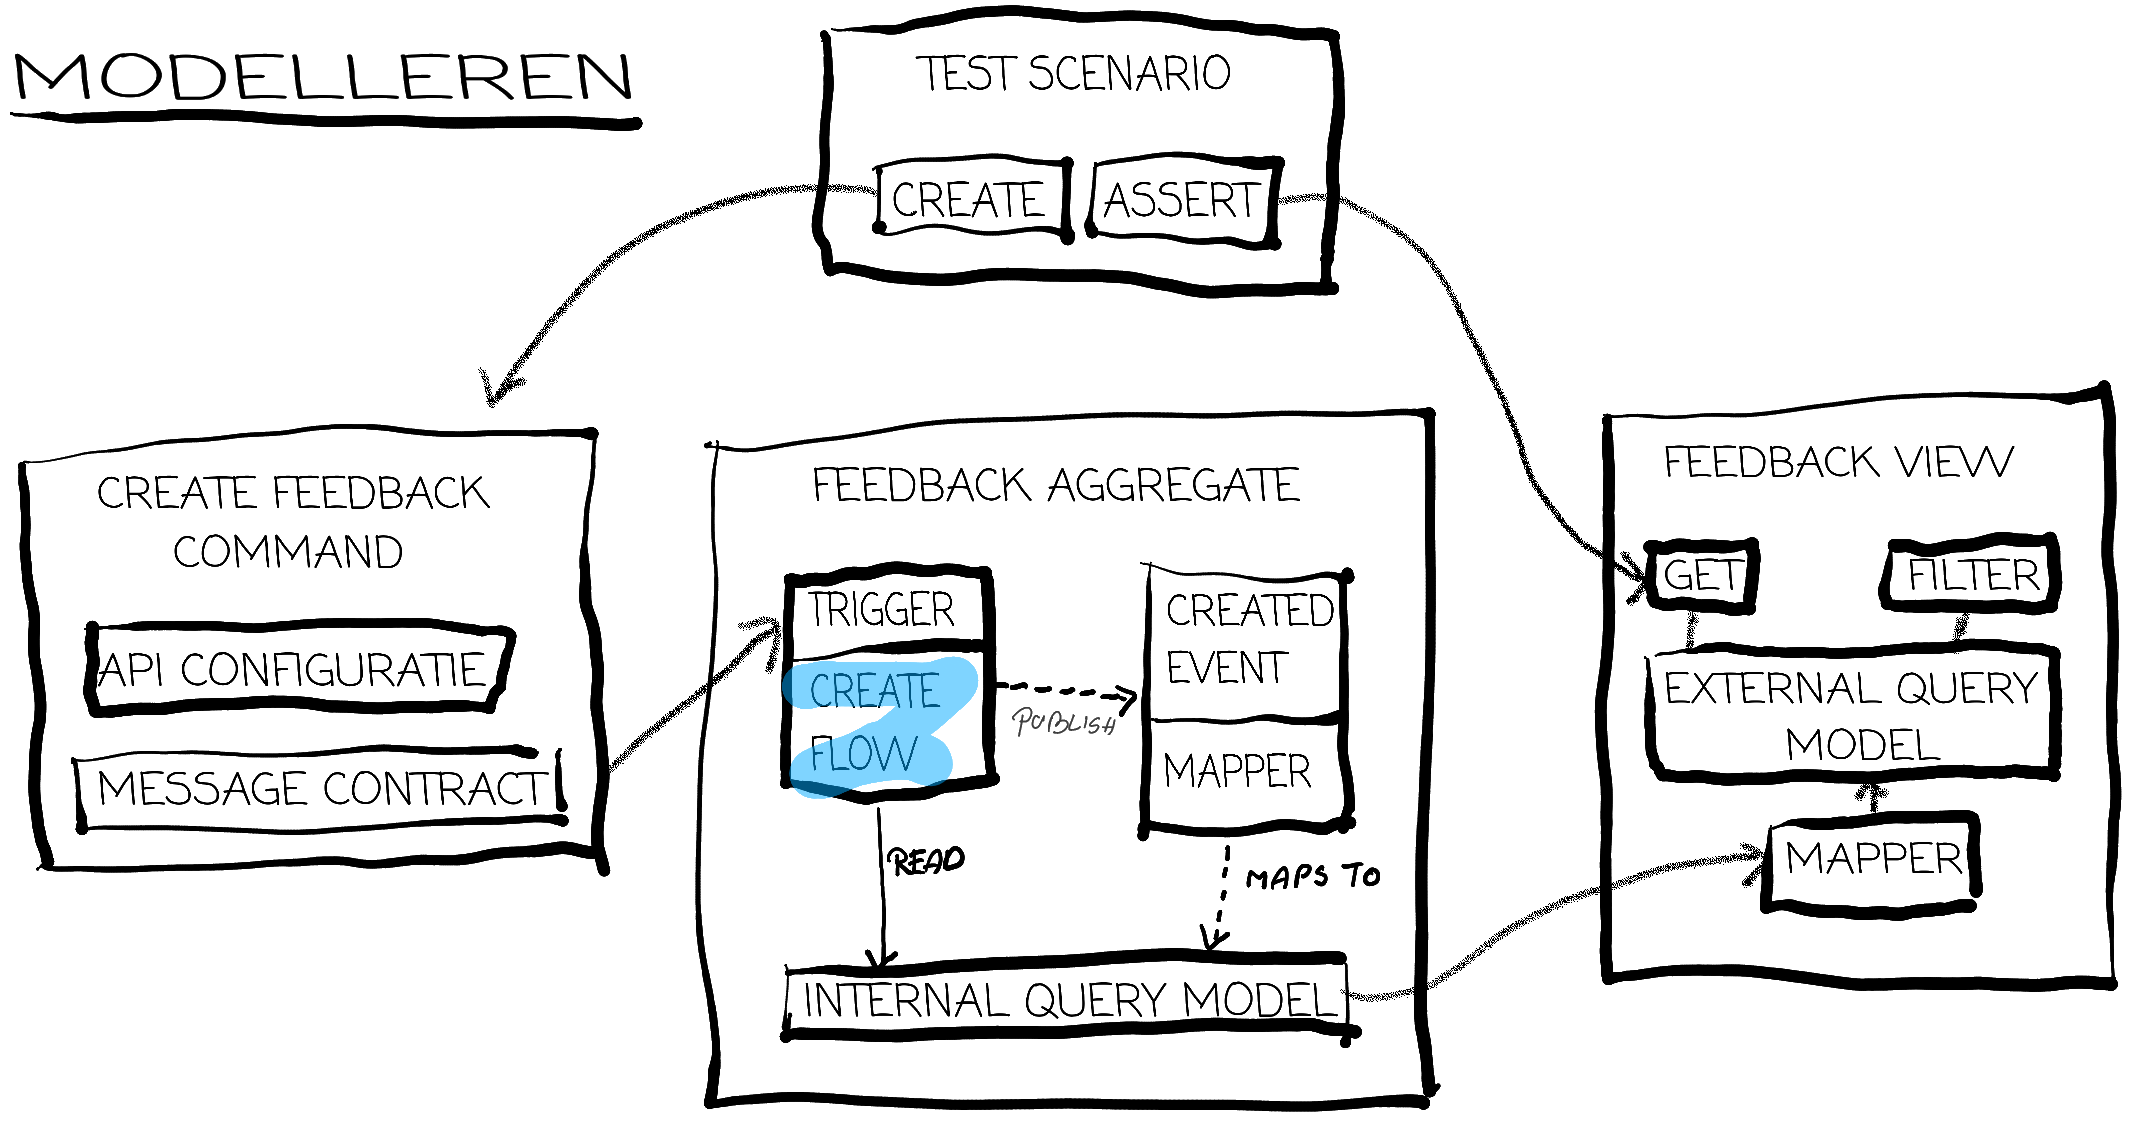 MODELLEREN
TEST SCENARIO
CREATE
ASSERT
CREATE FEEDBACK
COMMAND
API CONFIGURATIE
MESSAGE CONTRACT
FEEDBACK AGGREGATE
TRIGGER
CREATE
FLOW
PUBLISH
CREATED
EVENT
MAPPER
READ
MAPS TO
INTERNAL QUERY MODEL
FEEDBACK VIEW
GET
FILTER
EXTERNAL QUERY
MODEL
MAPPER